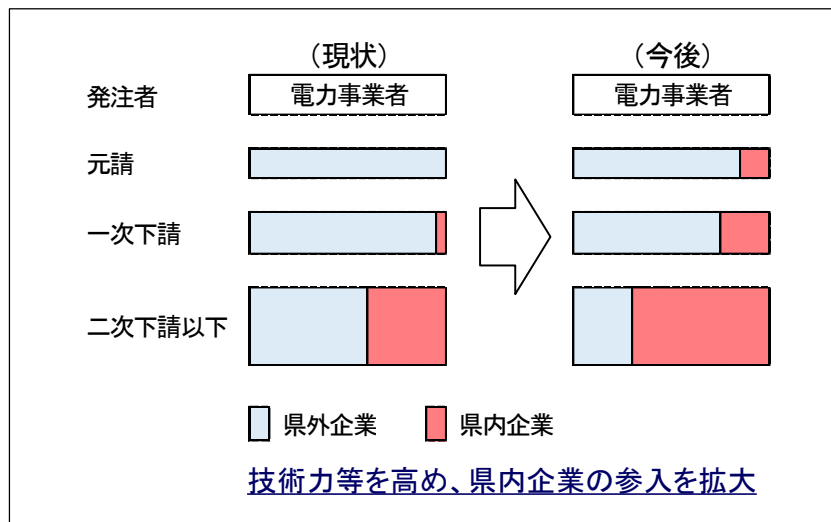 （現状）
（今後）
発注者
電力事業者
電力事業者
元請
一次下請
二次下請以下
県外企業
県内企業
技術力等を高め、県内企業の参入を拡大